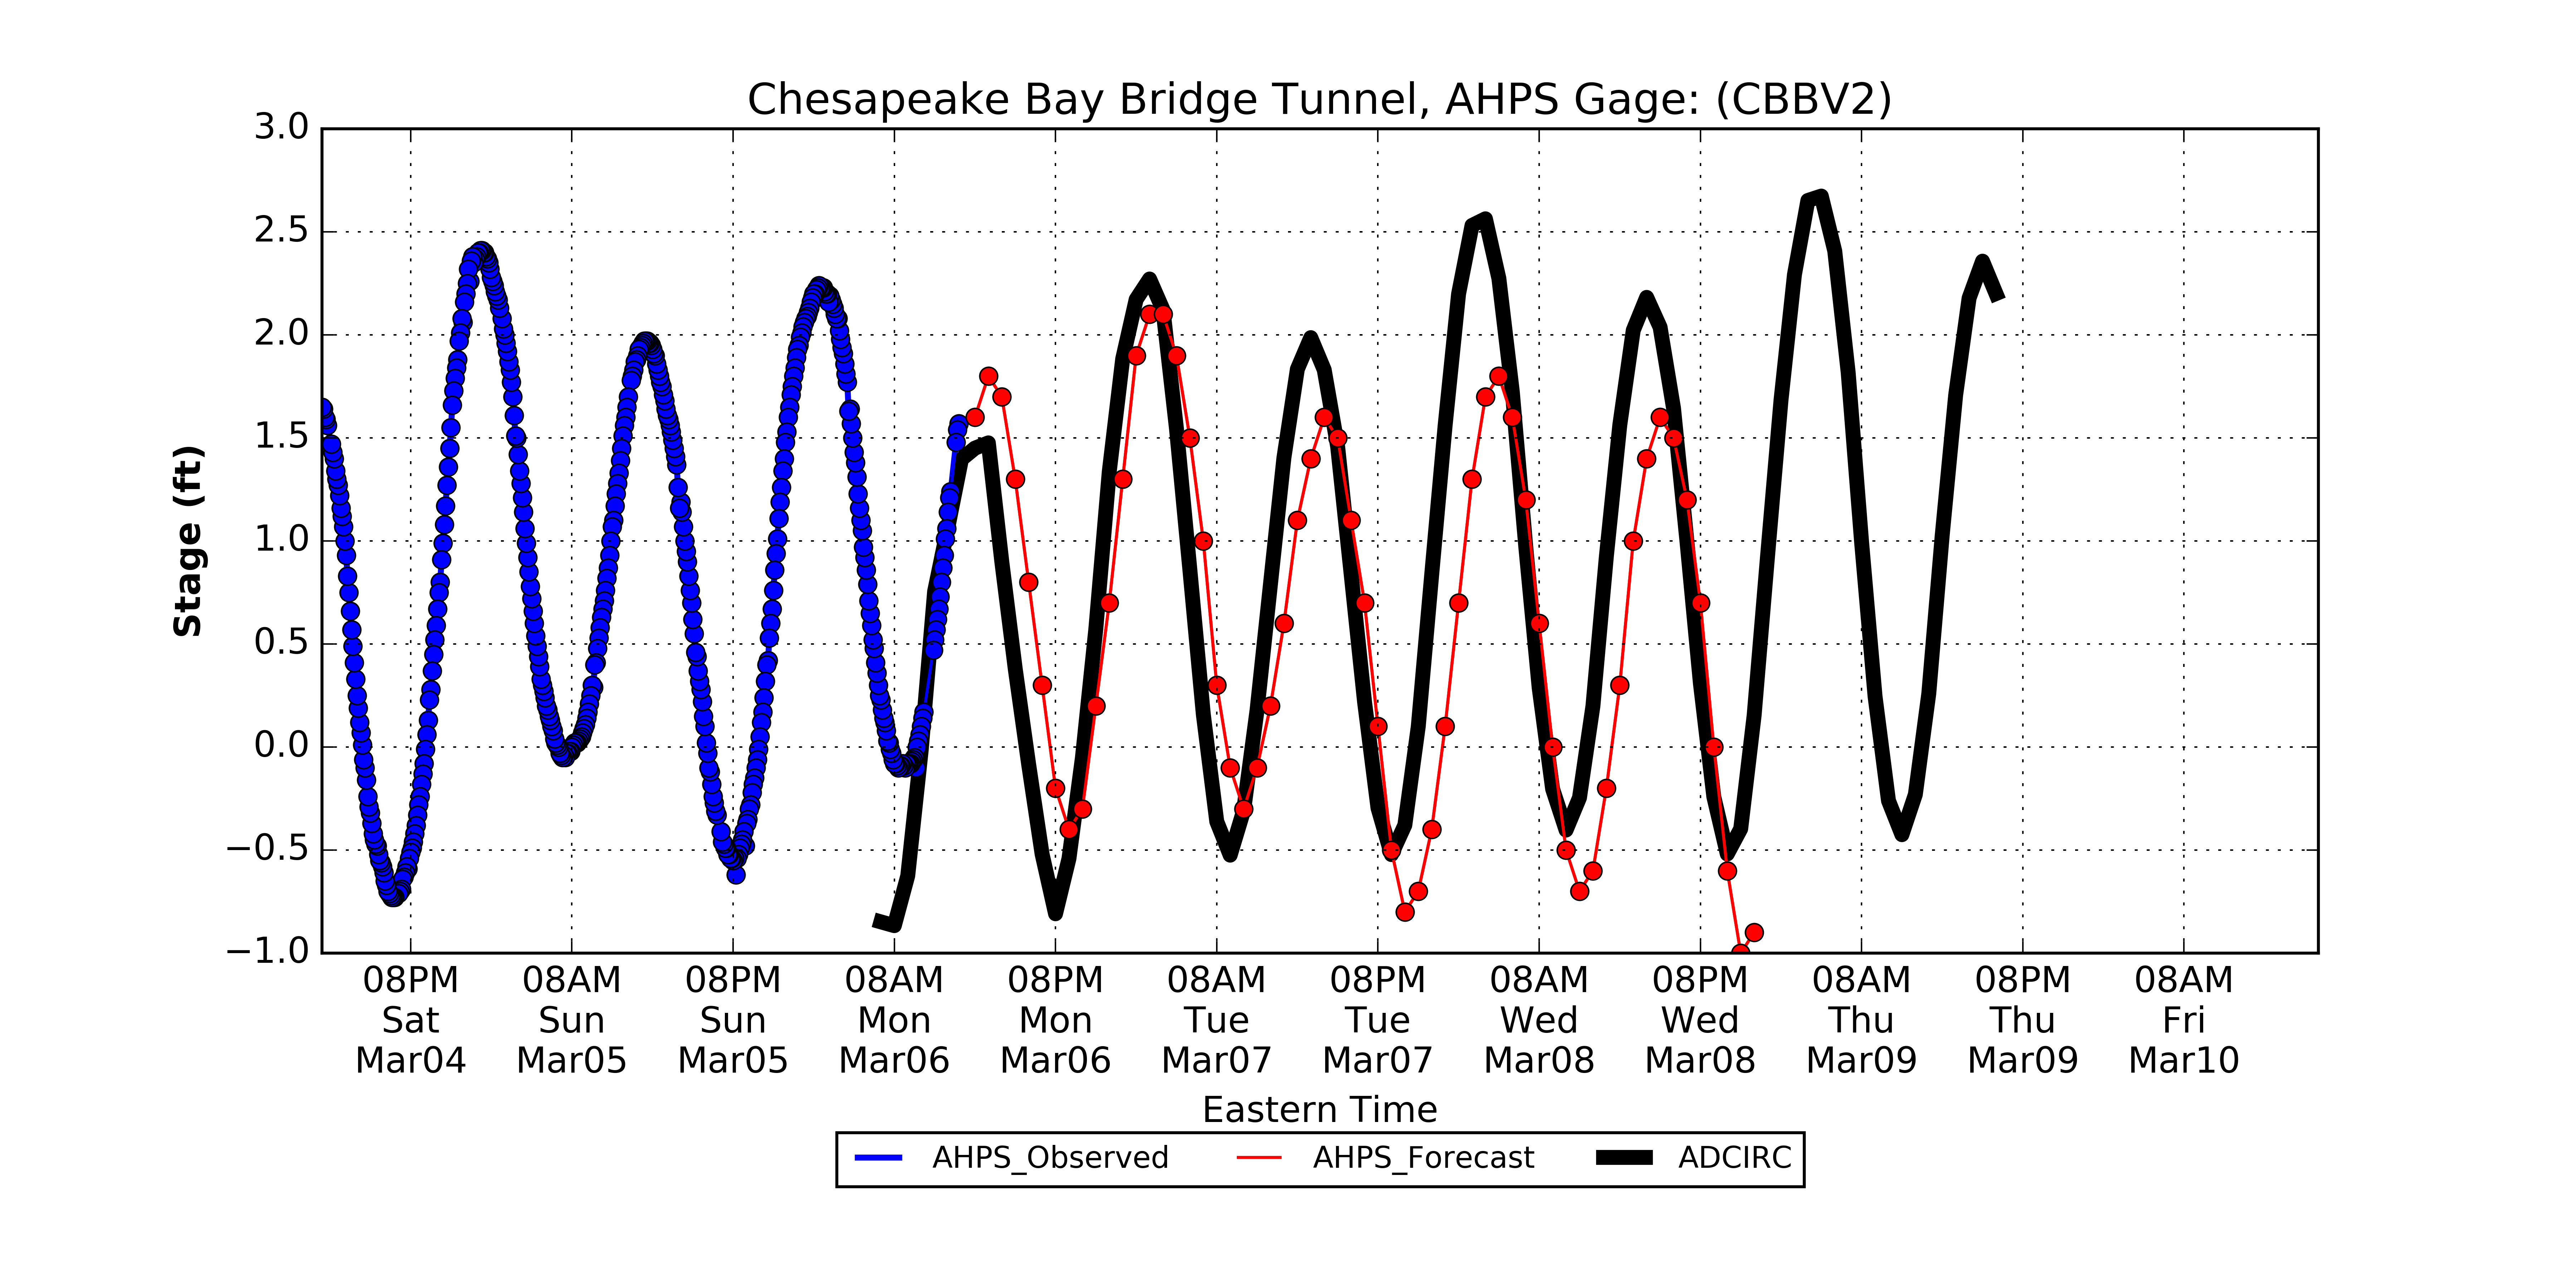 Chesapeake Bay Bridge Tunnel, AHPS Gage: (CBBV2)
3.0
2.5
2.0
1.5
1.0
0.5
0.0
−0.5
−1.0
Stage (ft)
08PM 08AM 08PM 08AM 08PM 08AM 08PM 08AM 08PM 08AM 08PM 08AM
Sat Sun Sun Mon Mon Tue Tue Wed Wed Thu Thu Fri
Mar04 Mar05 Mar05 Mar06 Mar06 Mar07 Mar07 Mar08 Mar08 Mar09 Mar09 Mar10
Eastern Time
AHPS_Observed AHPS_Forecast ADCIRC